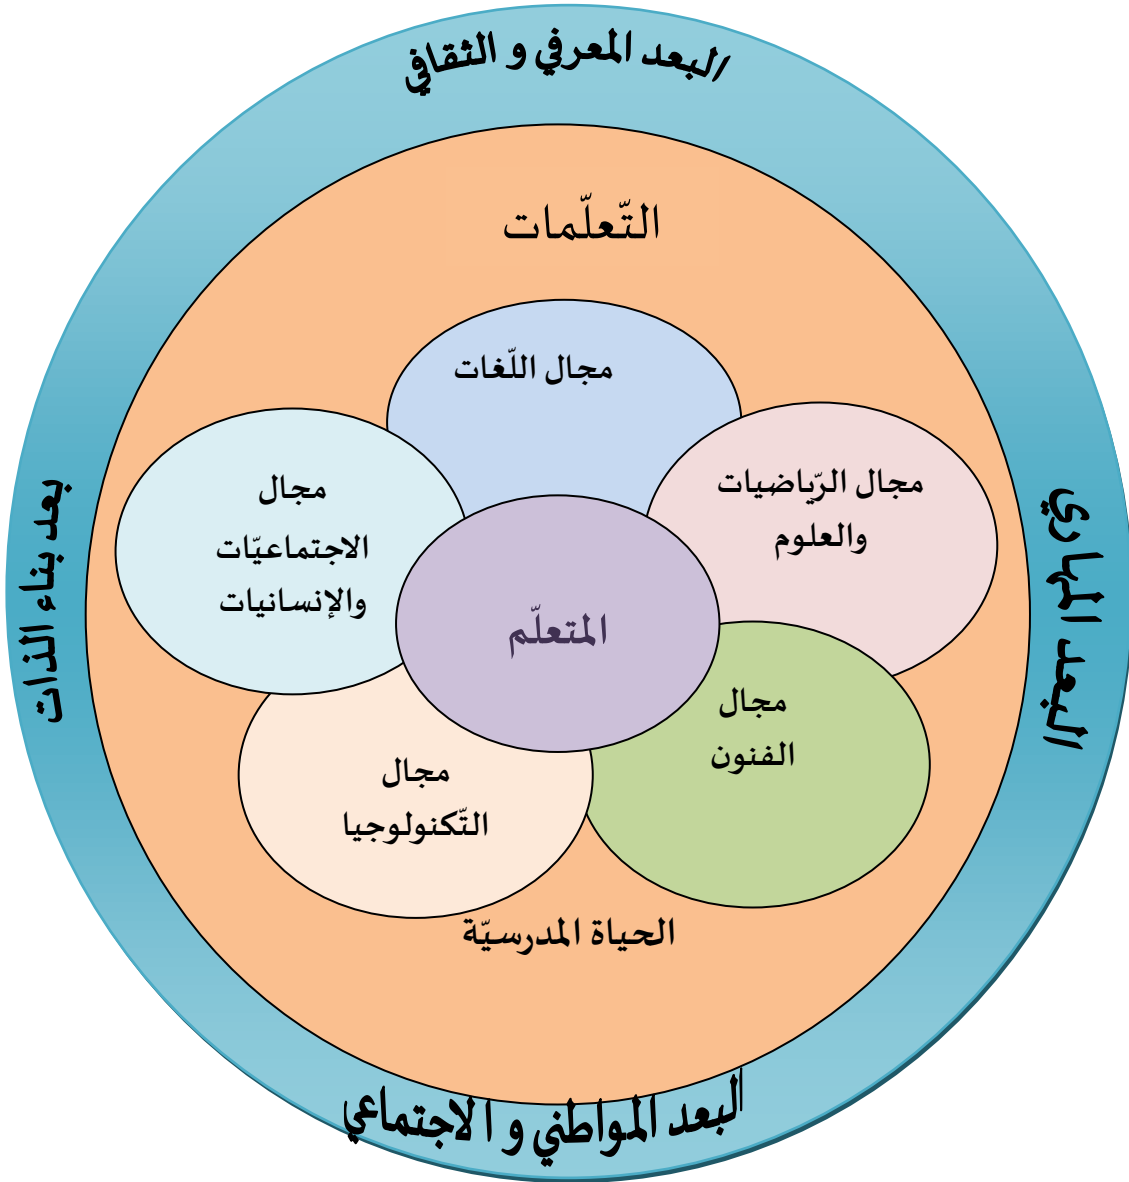 البعد المعرفي و الثقافي
التّعلّمات
مجال اللّغات
مجال الرّياضيات
والعلوم
مجال
الاجتماعيّات
والإنسانيات
المتعلّم
مجال
الفنون
مجال
التّكنولوجيا
الحياة المدرسيّة
البعد المهاري
بعد بناء الذات
البعد المواطني و الاجتماعي